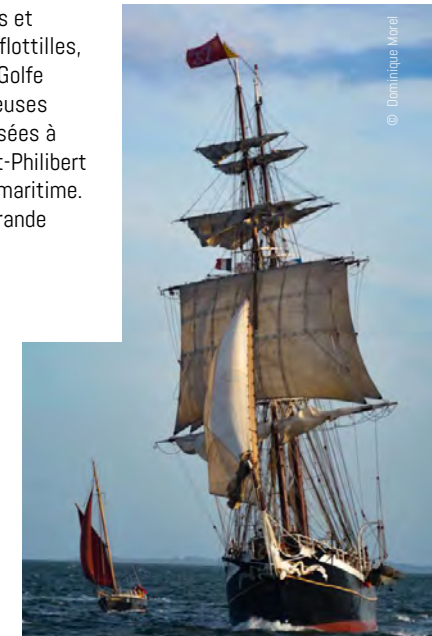 s et
flottilles,
Golfe
euses
sées à
t-Philibert
maritime.
rande
© Dominique Morel